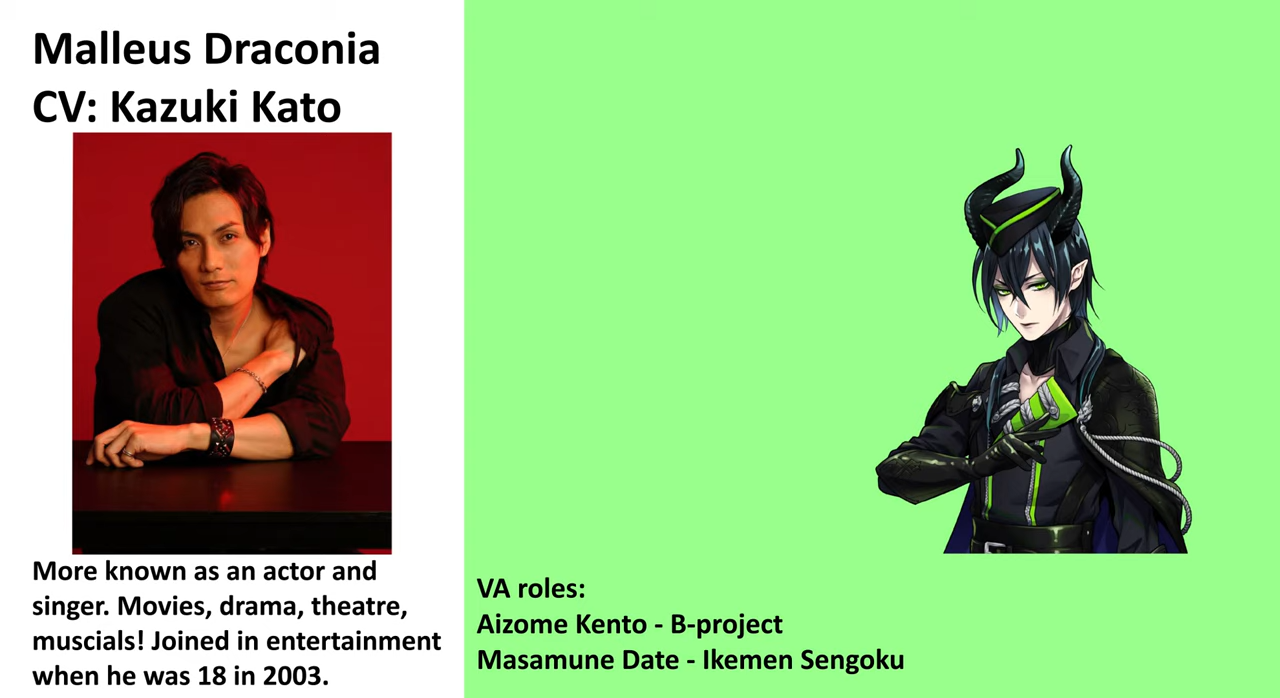 Malleus Draconia
CV: Kazuki Kato
More known as an actor and
singer. Movies, drama, theatre,
muscials! Joined in entertainment
when he was 18 in 2003.
VA roles:
Aizome Kento - B-project
Masamune Date - Ikemen Sengoku